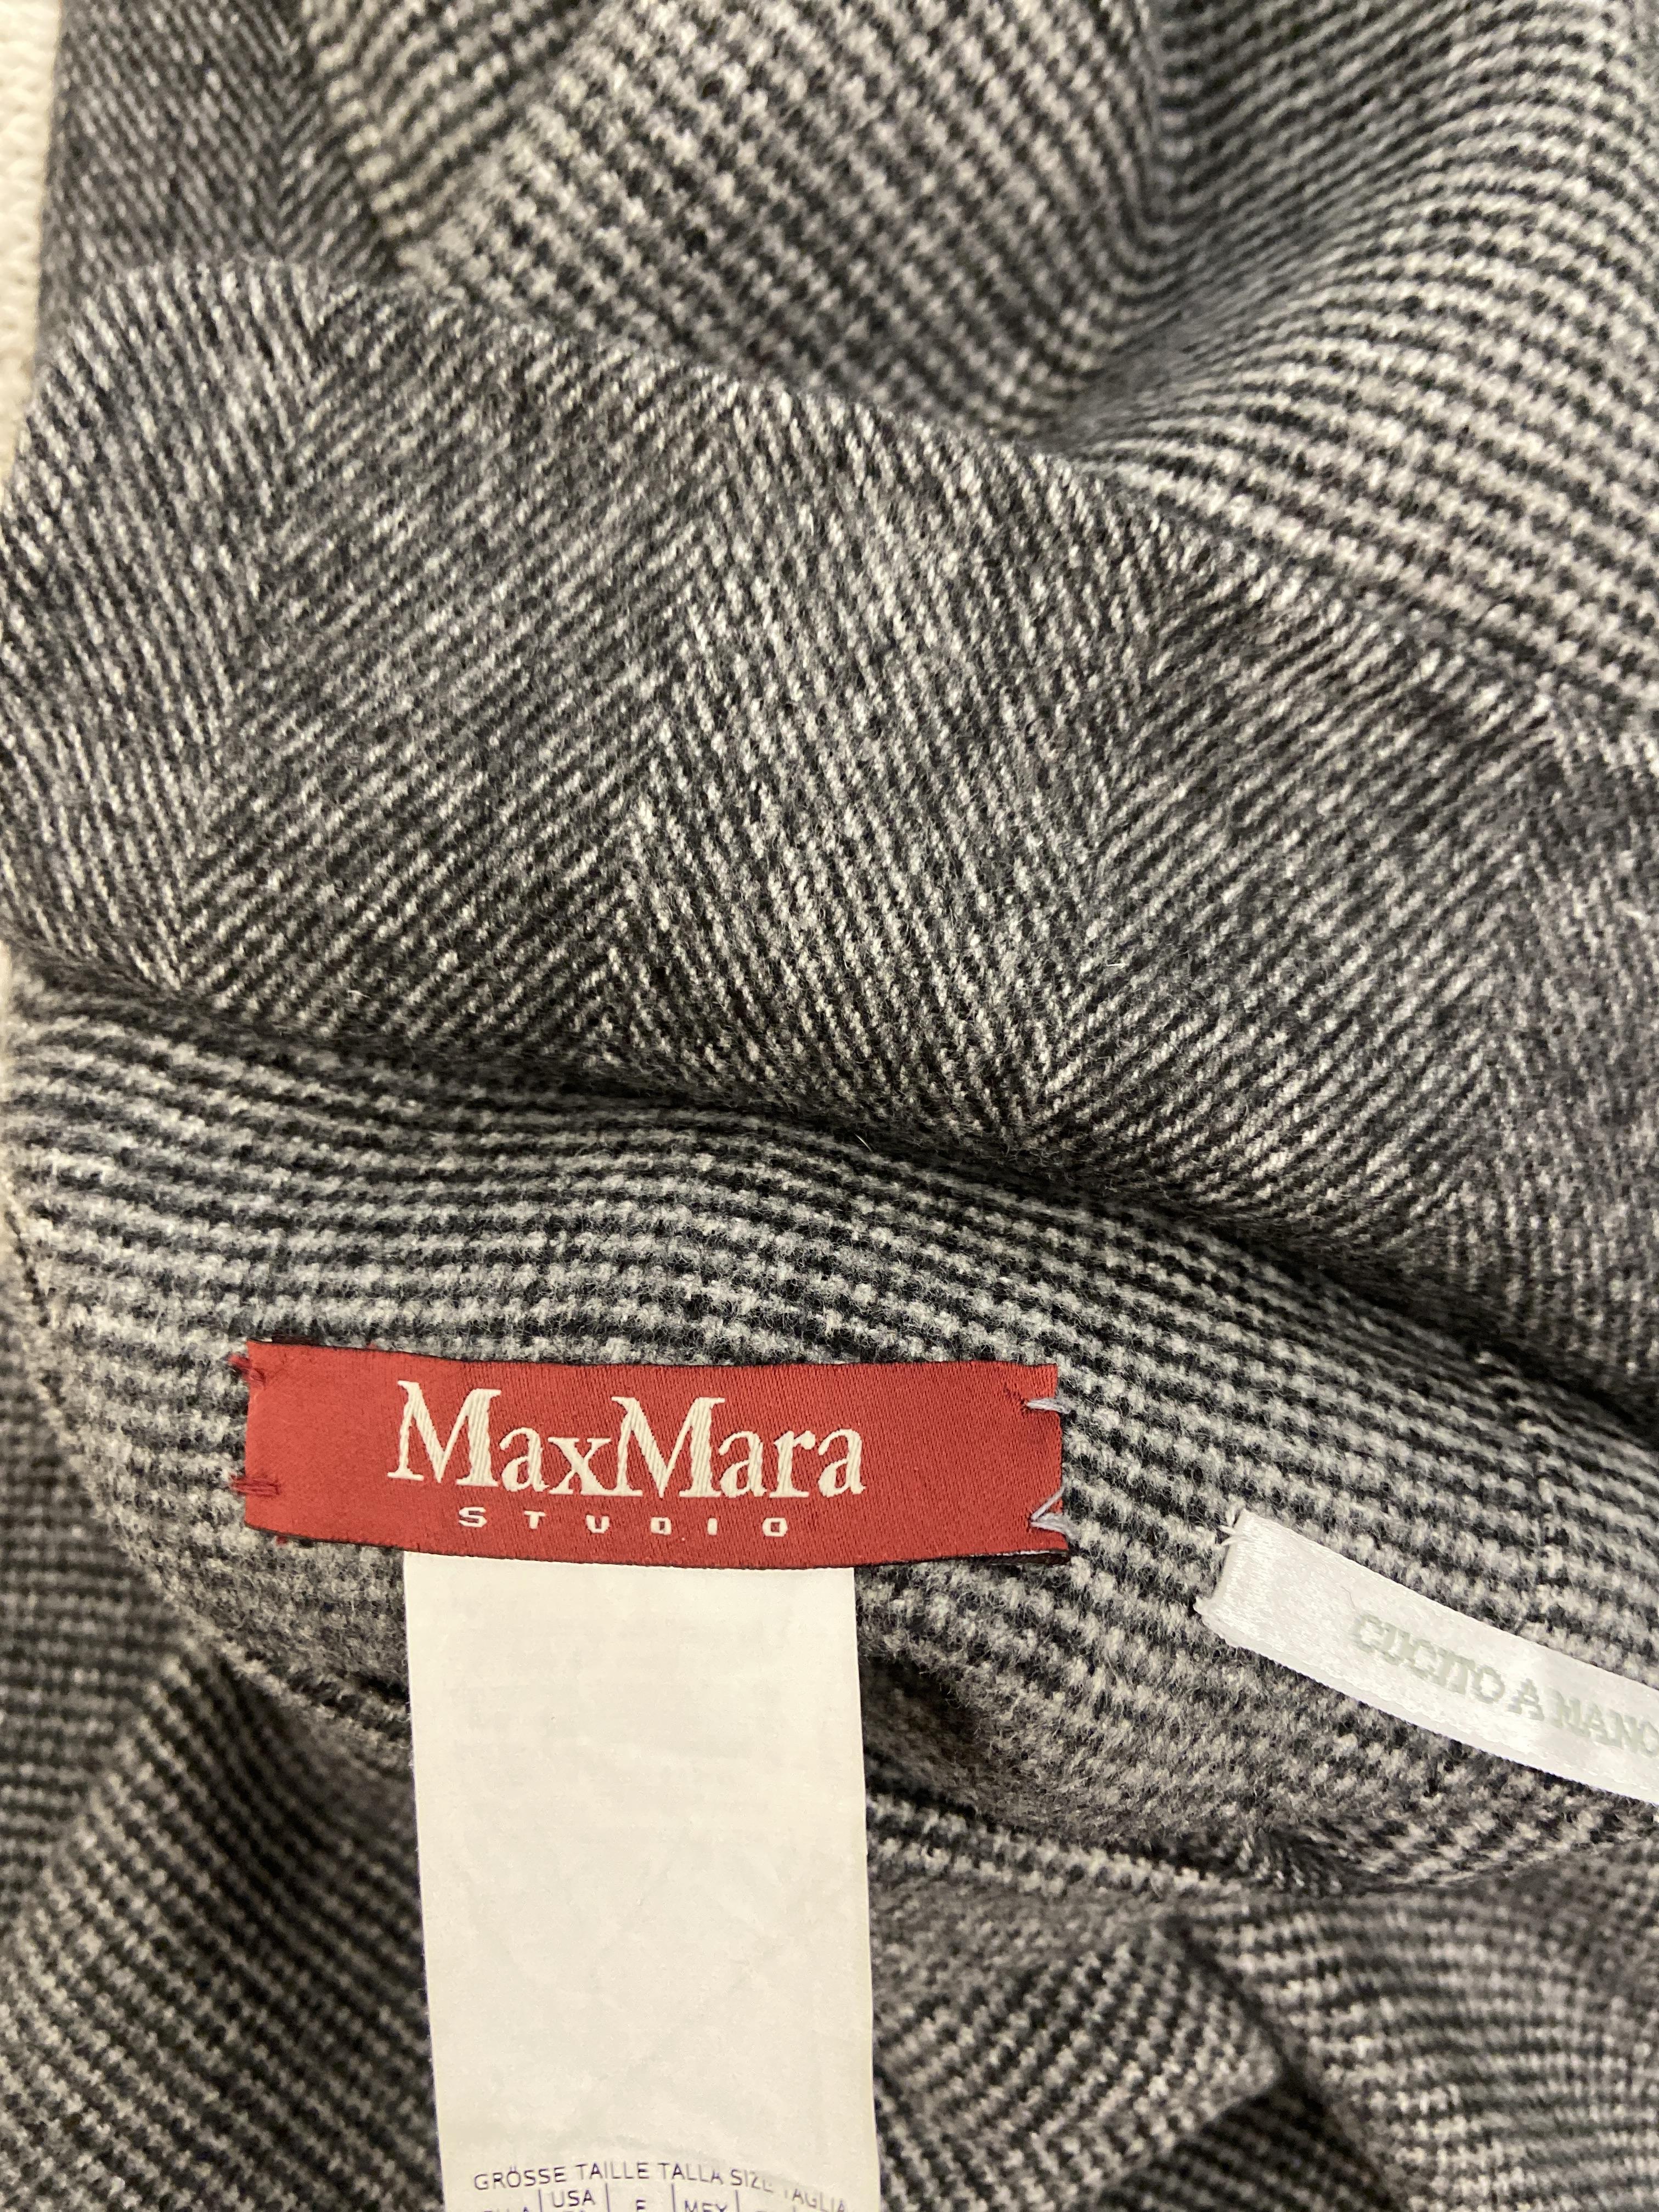 MaxMara
STUDIO
CUCITO A MANO
GRÖSSE TAILLE TALLA SIZE TAGLIA
USA
F
MEX